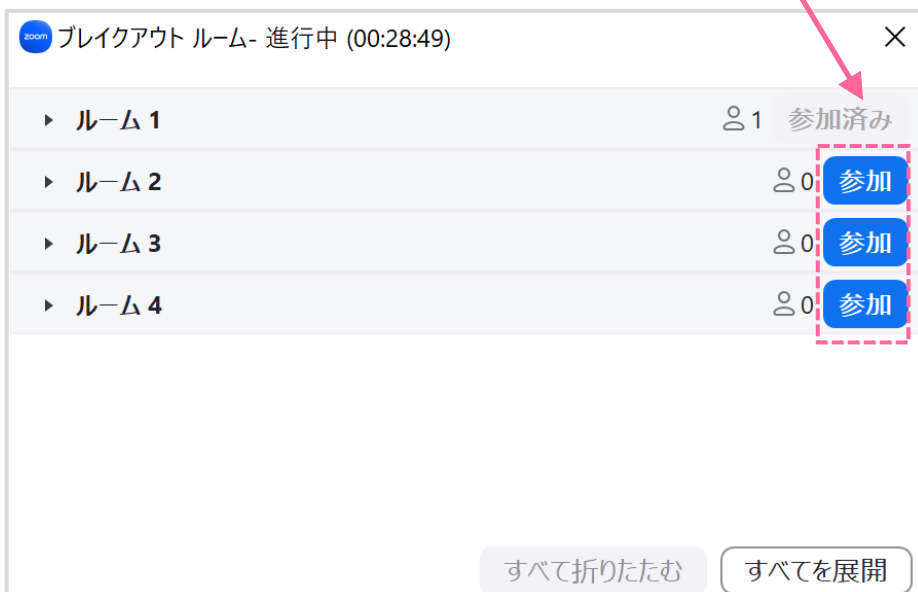 zoom ブレイクアウト ルーム- 進行中 (00:28:49)
ルーム 1 1 参加済み
ルーム 2 0 参加
ルーム 3 0 参加
ルーム 4 0 参加
すべて折りたたむ すべてを展開